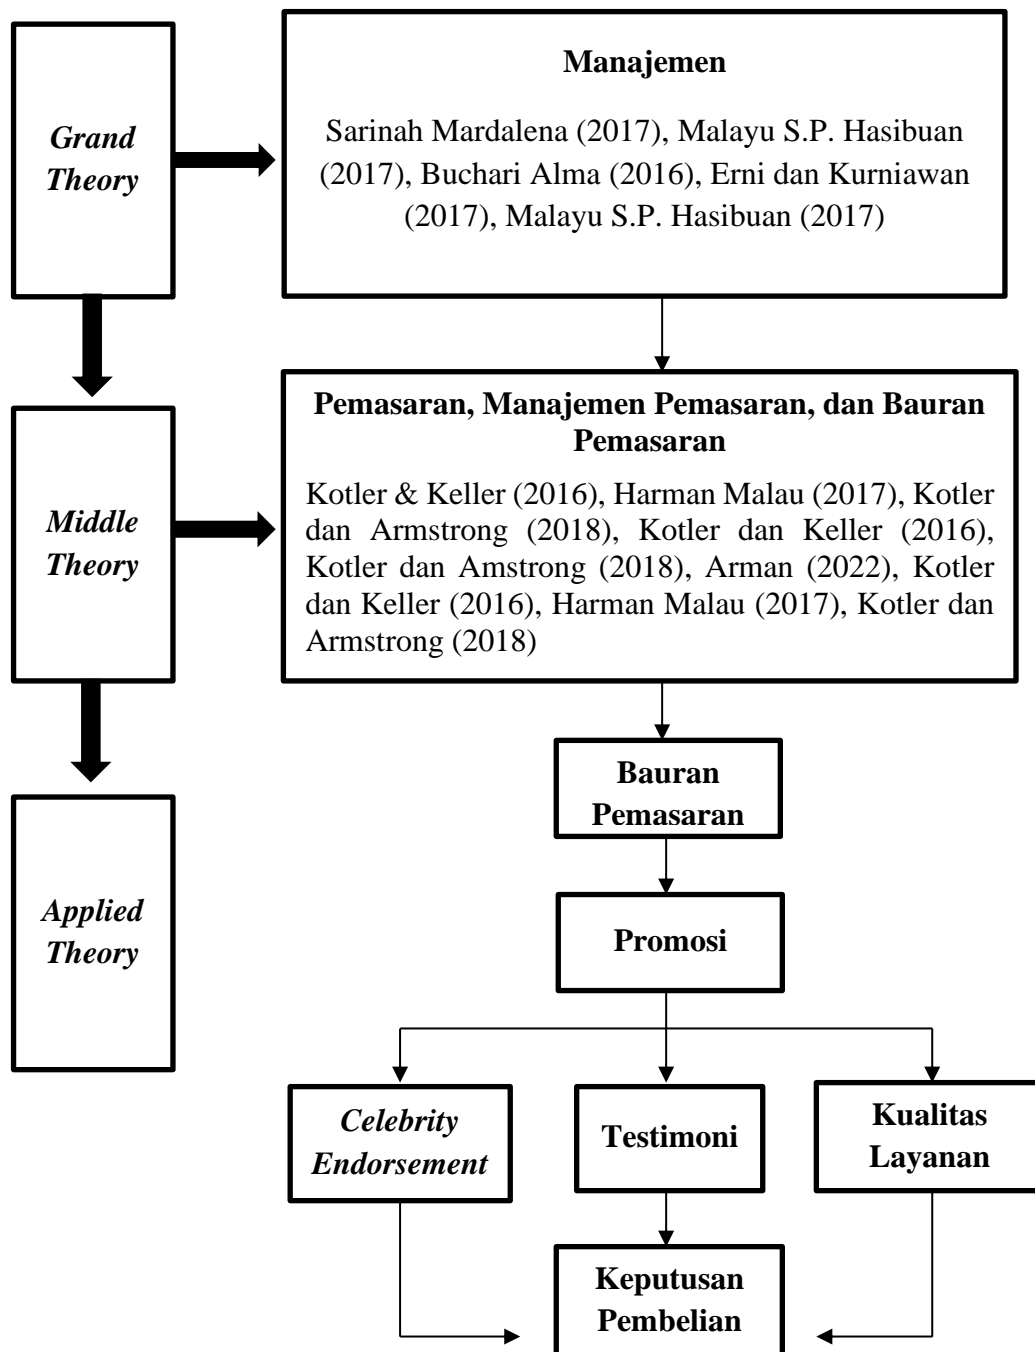 Grand
Theory
Manajemen
Sarinah Mardalena (2017), Malayu S.P. Hasibuan
(2017), Buchari Alma (2016), Erni dan Kurniawan
(2017), Malayu S.P. Hasibuan (2017)
Middle
Theory
Pemasaran, Manajemen Pemasaran, dan Bauran
Pemasaran
Kotler & Keller (2016), Harman Malau (2017), Kotler
dan Armstrong (2018), Kotler dan Keller (2016),
Kotler dan Amstrong (2018), Arman (2022), Kotler
dan Keller (2016), Harman Malau (2017), Kotler dan
Armstrong (2018)
Applied
Theory
Bauran
Pemasaran
Promosi
Celebrity
Endorsement
Testimoni
Kualitas
Layanan
Keputusan
Pembelian